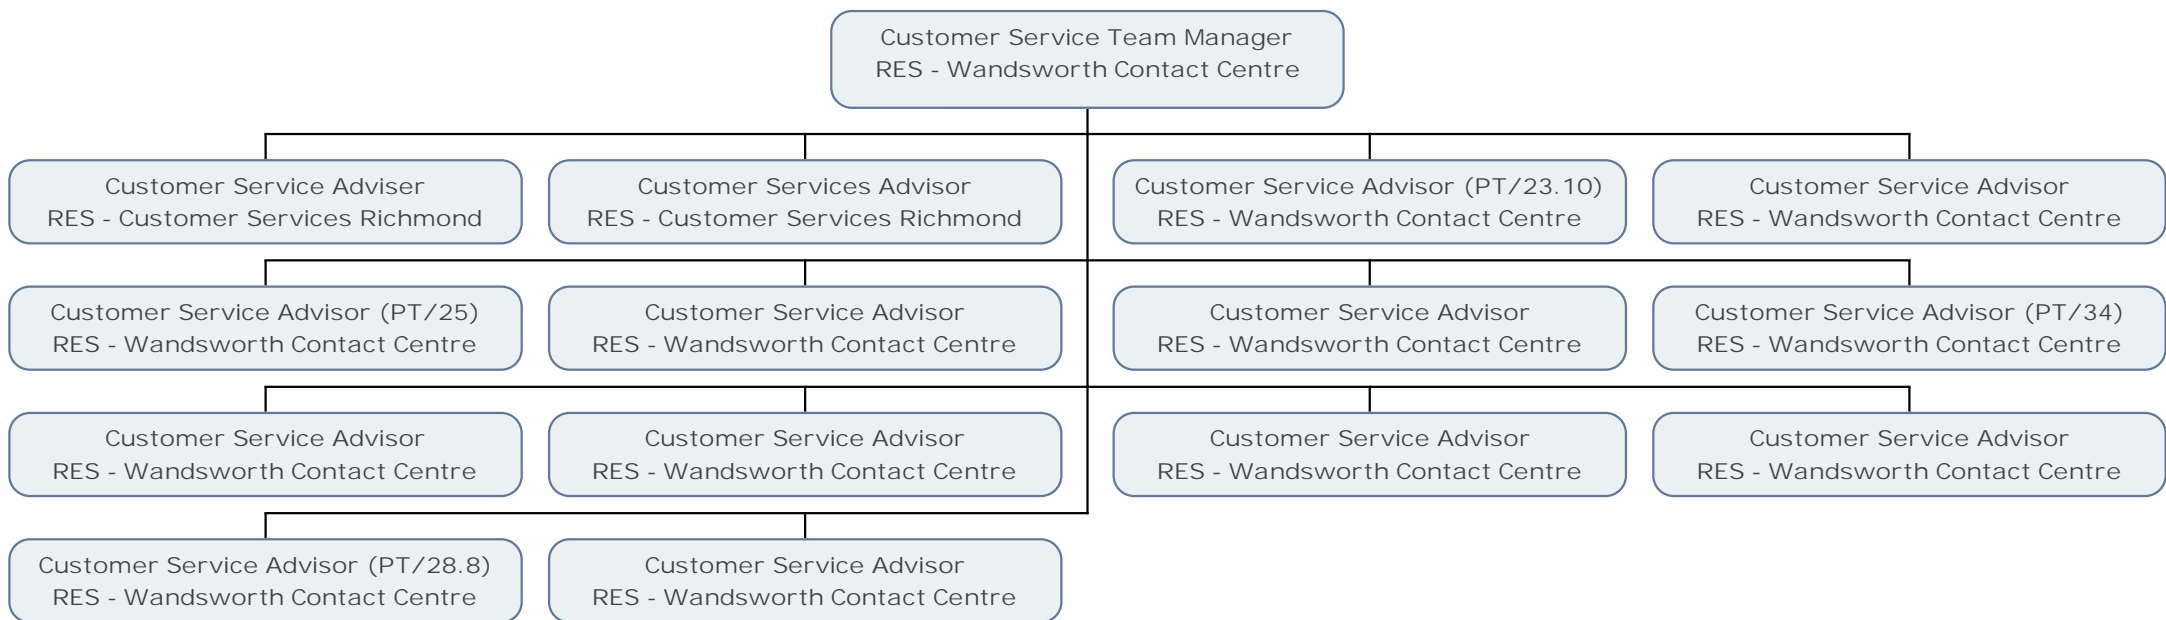 Customer Service Team Manager
RES - Wandsworth Contact Centre
Customer Service Adviser
RES - Customer Services Richmond
Customer Services Advisor
RES - Customer Services Richmond
Customer Service Advisor (PT/23.10)
RES - Wandsworth Contact Centre
Customer Service Advisor
RES - Wandsworth Contact Centre
Customer Service Advisor (PT/25)
RES - Wandsworth Contact Centre
Customer Service Advisor
RES - Wandsworth Contact Centre
Customer Service Advisor
RES - Wandsworth Contact Centre
Customer Service Advisor (PT/34)
RES - Wandsworth Contact Centre
Customer Service Advisor
RES - Wandsworth Contact Centre
Customer Service Advisor
RES - Wandsworth Contact Centre
Customer Service Advisor
RES - Wandsworth Contact Centre
Customer Service Advisor
RES - Wandsworth Contact Centre
Customer Service Advisor (PT/28.8)
RES - Wandsworth Contact Centre
Customer Service Advisor
RES - Wandsworth Contact Centre